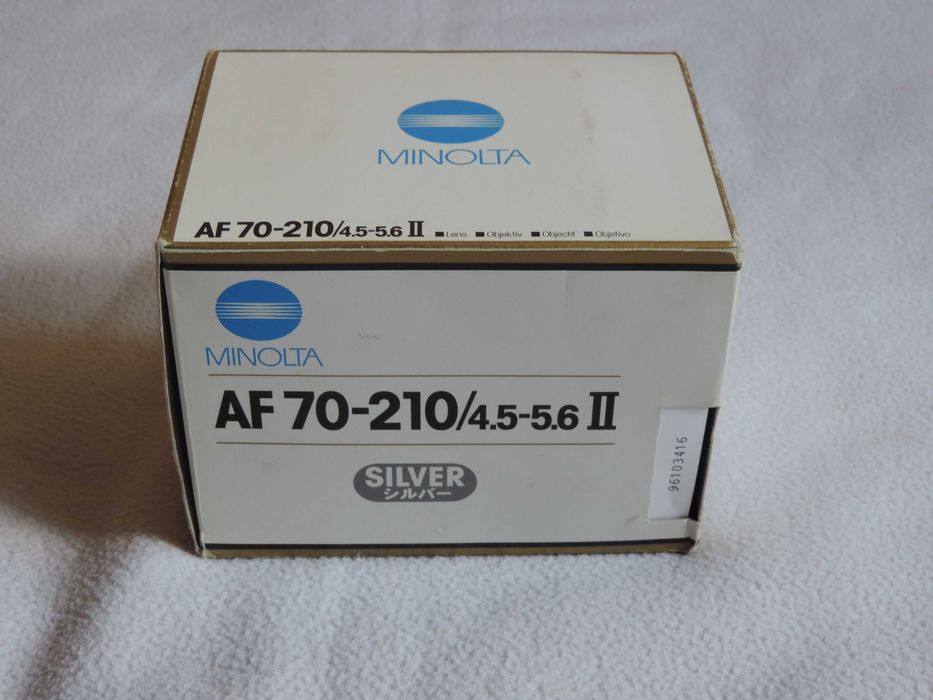 MINOLTA
AF 70-210/4.5-5.6 II ■ Lens ■ Objektiv ■ Objectif ■ Objetivo
MINOLTA
AF 70-210/4.5-5.6 II
SILVER
シルバー
96103416